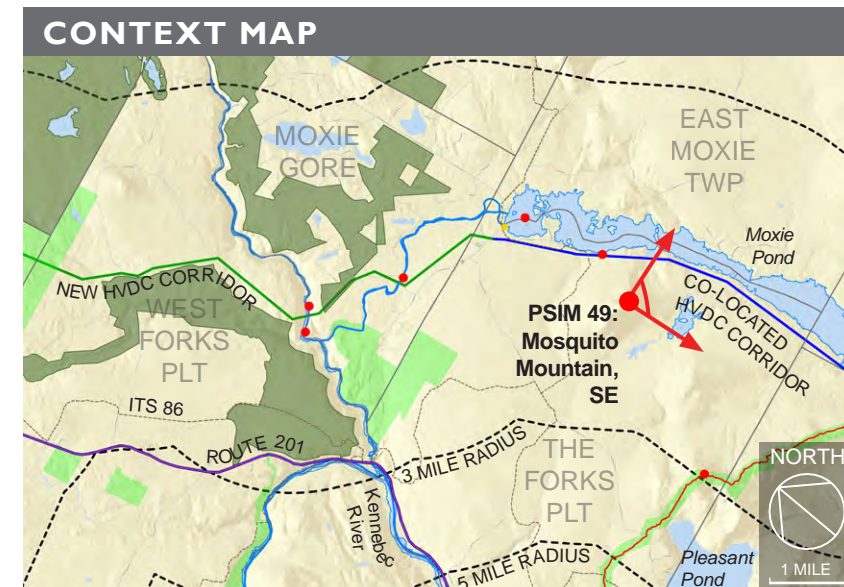 CONTEXT MAP
MOXIE
GORE
EAST
MOXIE
TWP
Moxie
Pond
NEW HVDC CORRIDOR
WEST
FORKS
PLT
CO-LOCATED
HVDC CORRIDOR
PSIM 49:
Mosquito
Mountain,
SE
ITS 86
ROUTE 201
3 MILE RADIUS
THE
FORKS
PLT
Kennebec
River
NORTH
5 MILE RADIUS
Pleasant
Pond
1 MILE